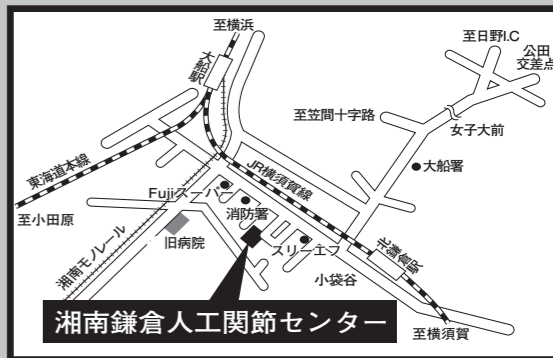 至横浜
大船駅
至日野I.C
公田
交差点
至笠間十字路
女子大前
大船署
東海道本線
JR横須賀線
Fujiスーパー
消防署
至小田原
湘南モノレール
旧病院
スリーエフ
北鎌倉駅
小袋谷
湘南鎌倉人工関節センター
至横須賀